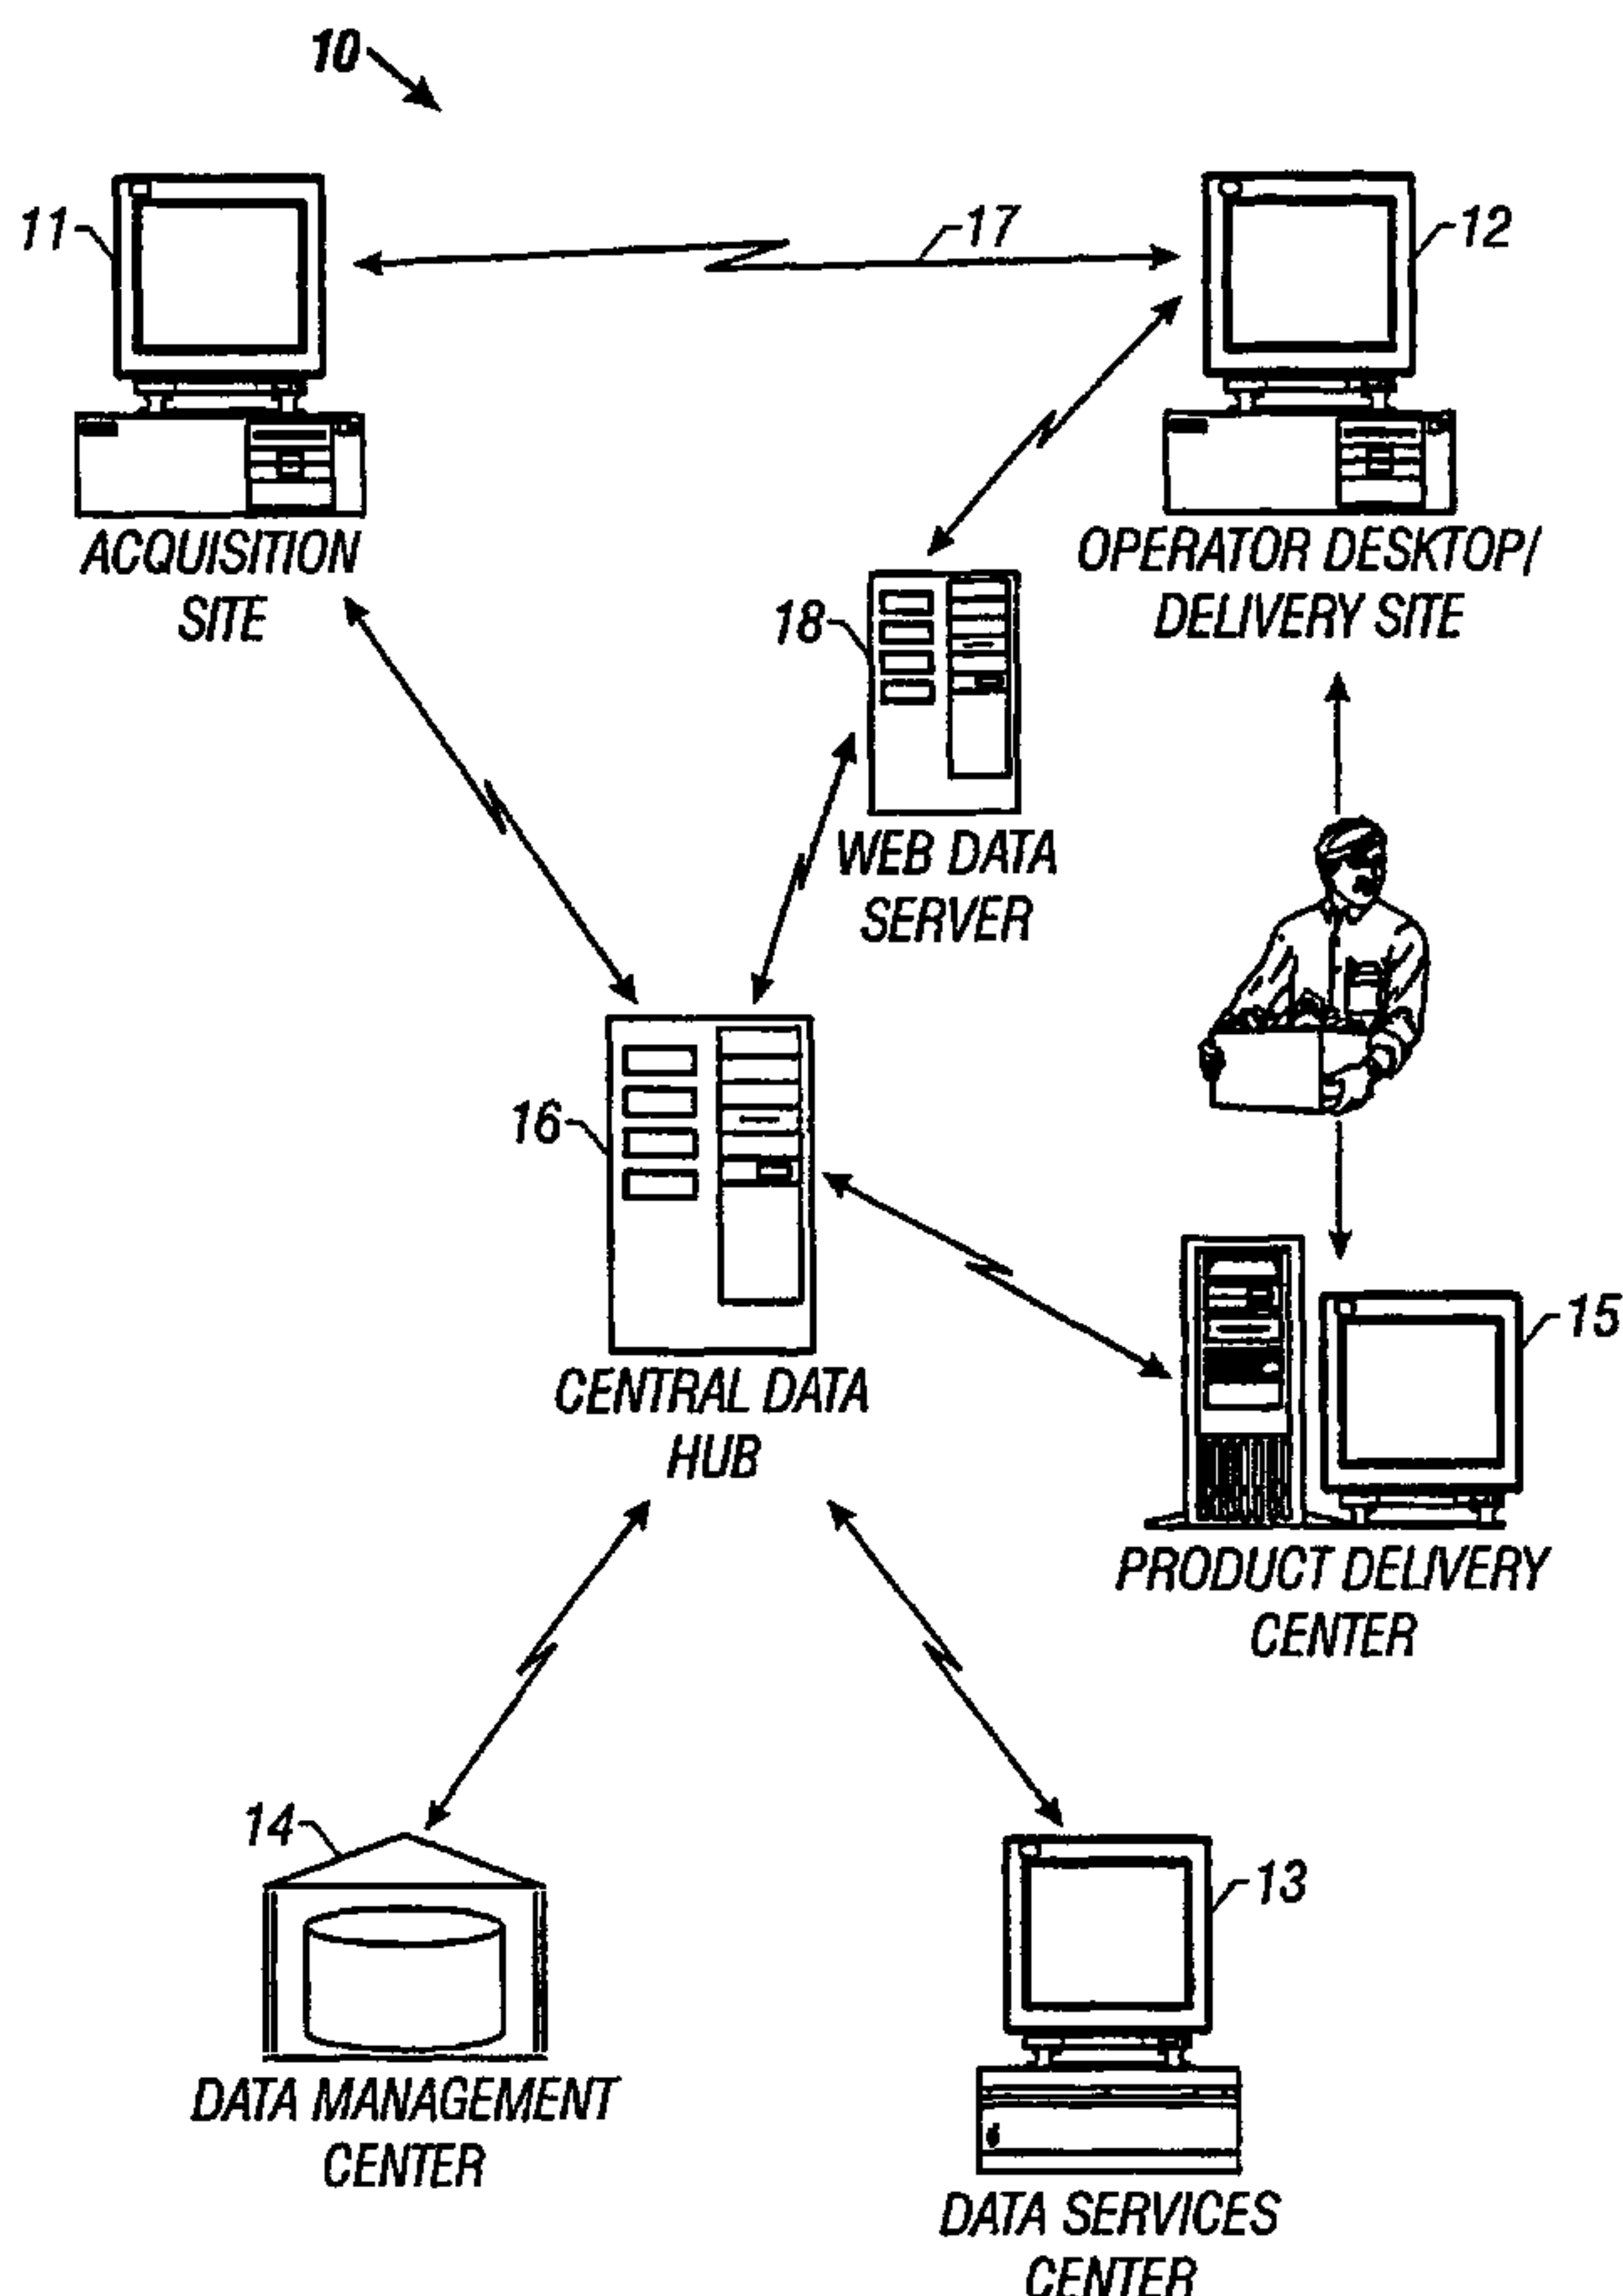 10
11
17
12
ACQUISITION
SITE
OPERATOR DESKTOP/
DELIVERY SITE
18
WEB DATA
SERVER
16
CENTRAL DATA
HUB
15
PRODUCT DELIVERY
CENTER
14
DATA MANAGEMENT
CENTER
13
DATA SERVICES
CENTER